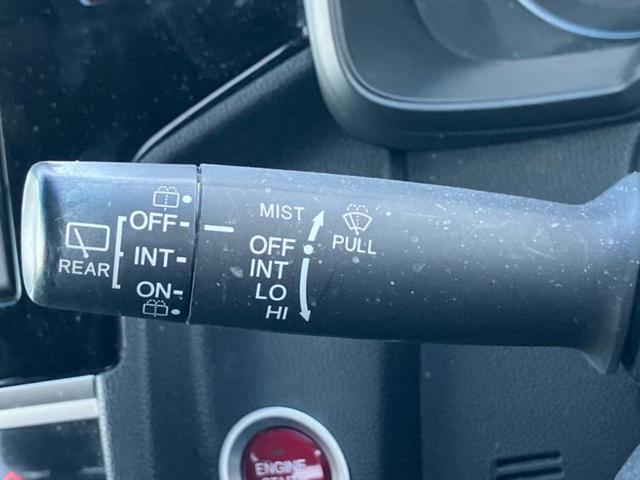 REAR
OFF
INT
ON
MIST
OFF
INT
LO
HI
PULL
ENGINE